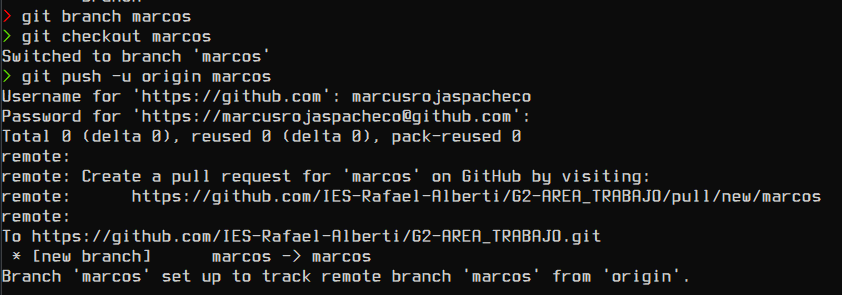 > git branch marcos
> git checkout marcos
Switched to branch 'marcos'
> git push -u origin marcos
Username for 'https://github.com': marcusrojaspacheco
Password for 'https://marcusrojaspacheco@github.com':
Total 0 (delta 0), reused 0 (delta 0), pack-reused 0
remote:
remote: Create a pull request for 'marcos' on GitHub by visiting:
remote:      https://github.com/IES-Rafael-Alberti/G2-AREA_TRABAJO/pull/new/marcos
remote:
To https://github.com/IES-Rafael-Alberti/G2-AREA_TRABAJO.git
 * [new branch]      marcos -> marcos
Branch 'marcos' set up to track remote branch 'marcos' from 'origin'.